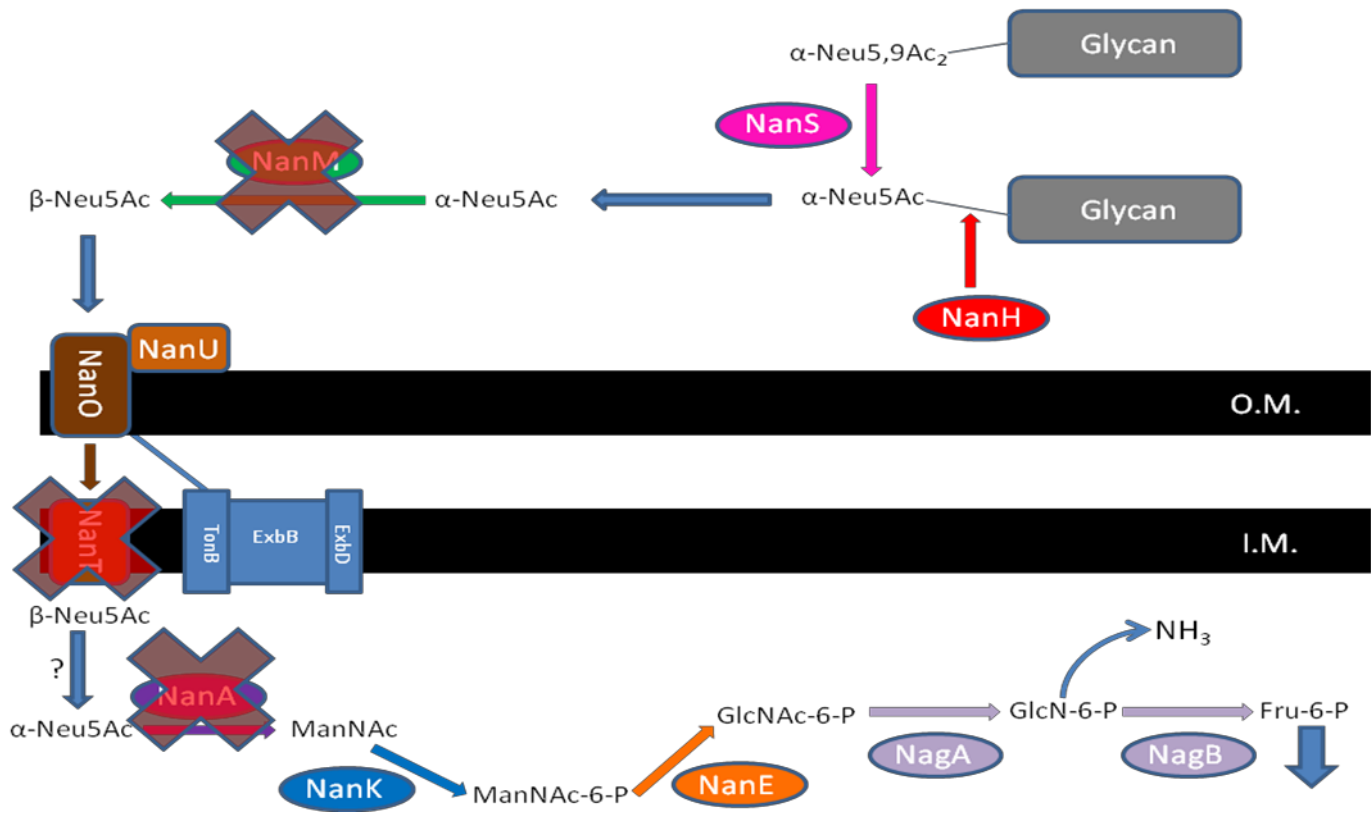 α-Neu5,9Ac₂
Glycan
NanS
NanM
β-Neu5Ac
α-Neu5Ac
α-Neu5Ac
Glycan
NanH
NanU
NanO
O.M.
NanT
TonB
ExbB
ExbD
I.M.
β-Neu5Ac
?
NanA
NH₃
α-Neu5Ac
ManNAc
GlcNAc-6-P
GlcN-6-P
Fru-6-P
NagA
NagB
NanK
ManNAc-6-P
NanE